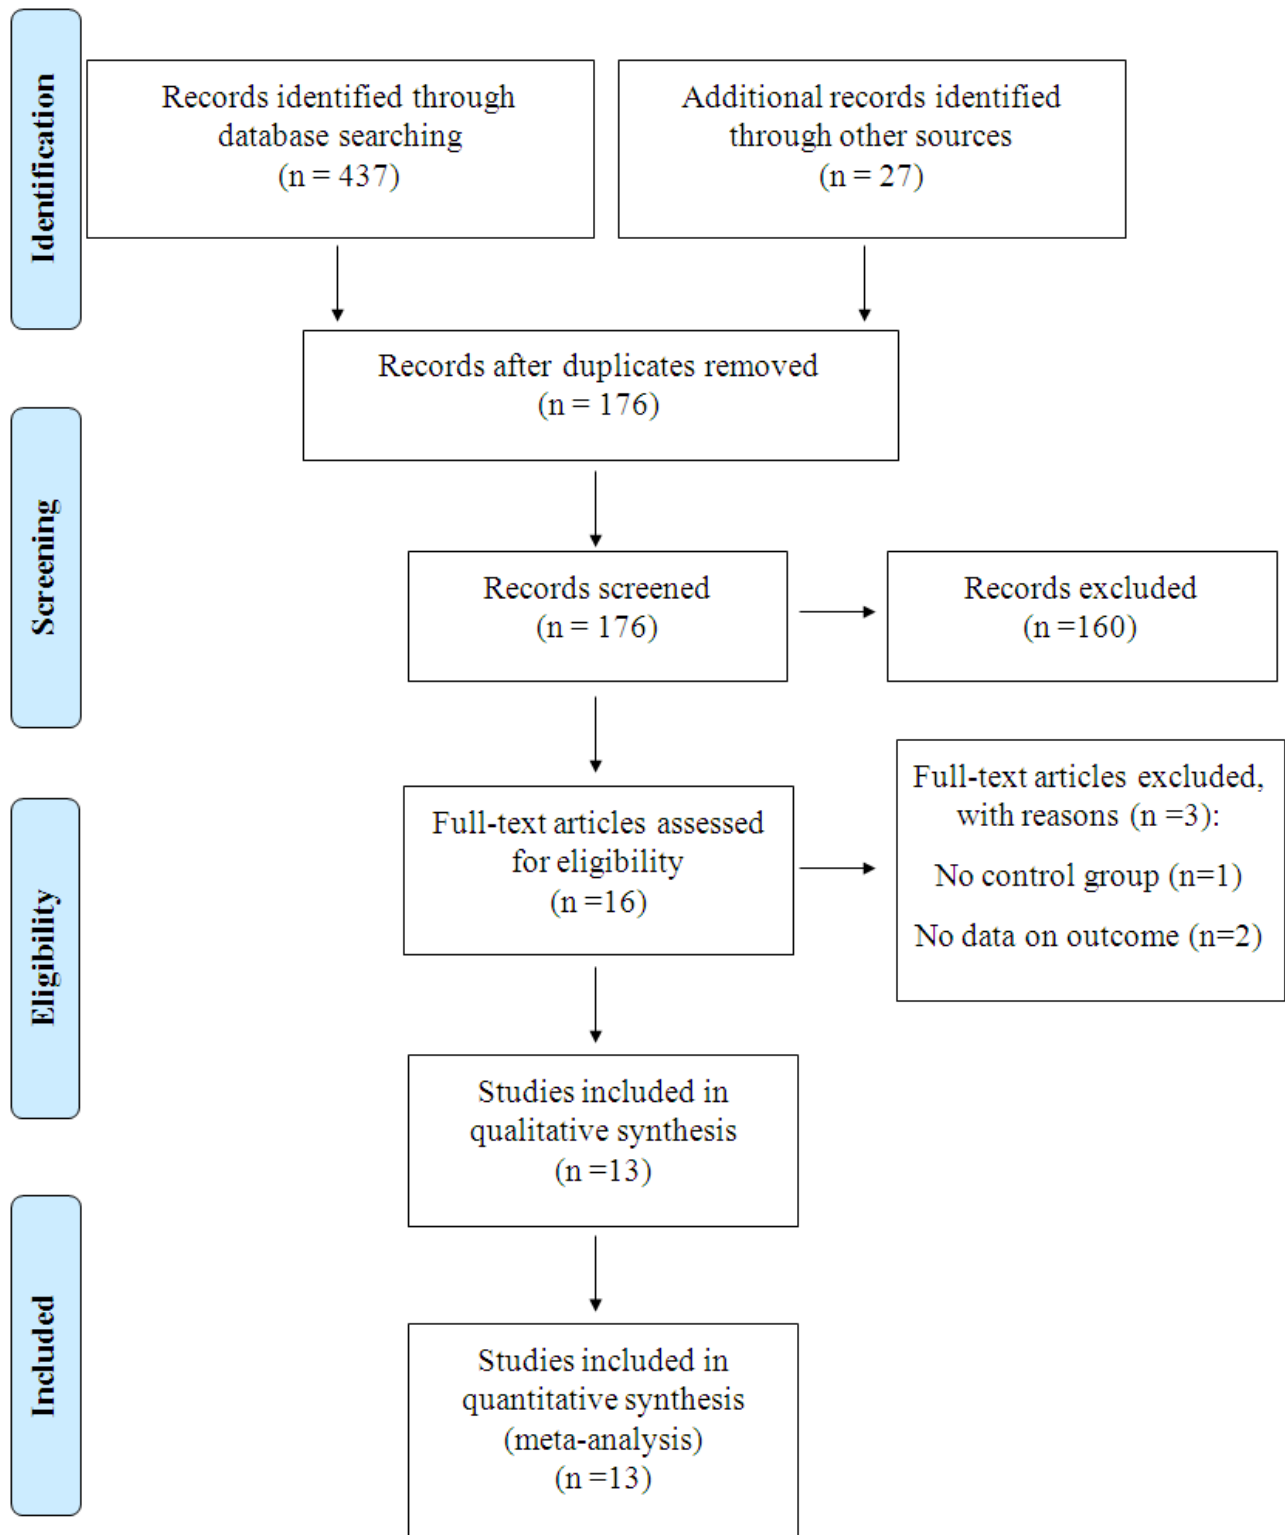 Identification
Records identified through
database searching
(n = 437)
Additional records identified
through other sources
(n = 27)
Records after duplicates removed
(n = 176)
Screening
Records screened
(n = 176)
Records excluded
(n =160)
Eligibility
Full-text articles assessed
for eligibility
(n =16)
Full-text articles excluded,
with reasons (n =3):
No control group (n=1)
No data on outcome (n=2)
Studies included in
qualitative synthesis
(n =13)
Included
Studies included in
quantitative synthesis
(meta-analysis)
(n =13)